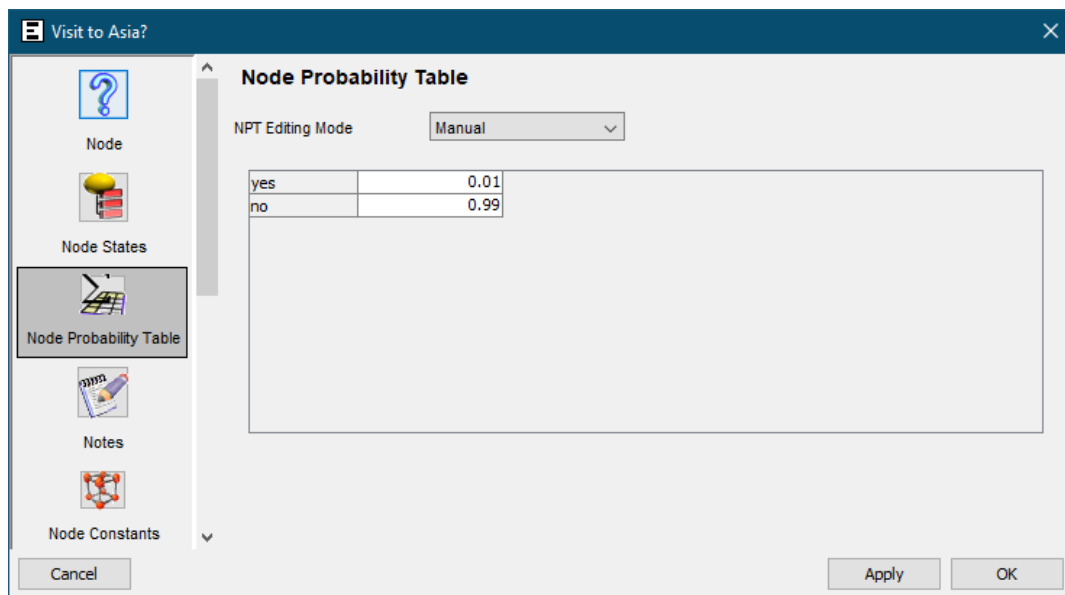 Visit to Asia?
Node
Node States
Node Probability Table
Notes
Node Constants
Node Probability Table
NPT Editing Mode Manual
yes 0.01
no 0.99
Cancel Apply OK